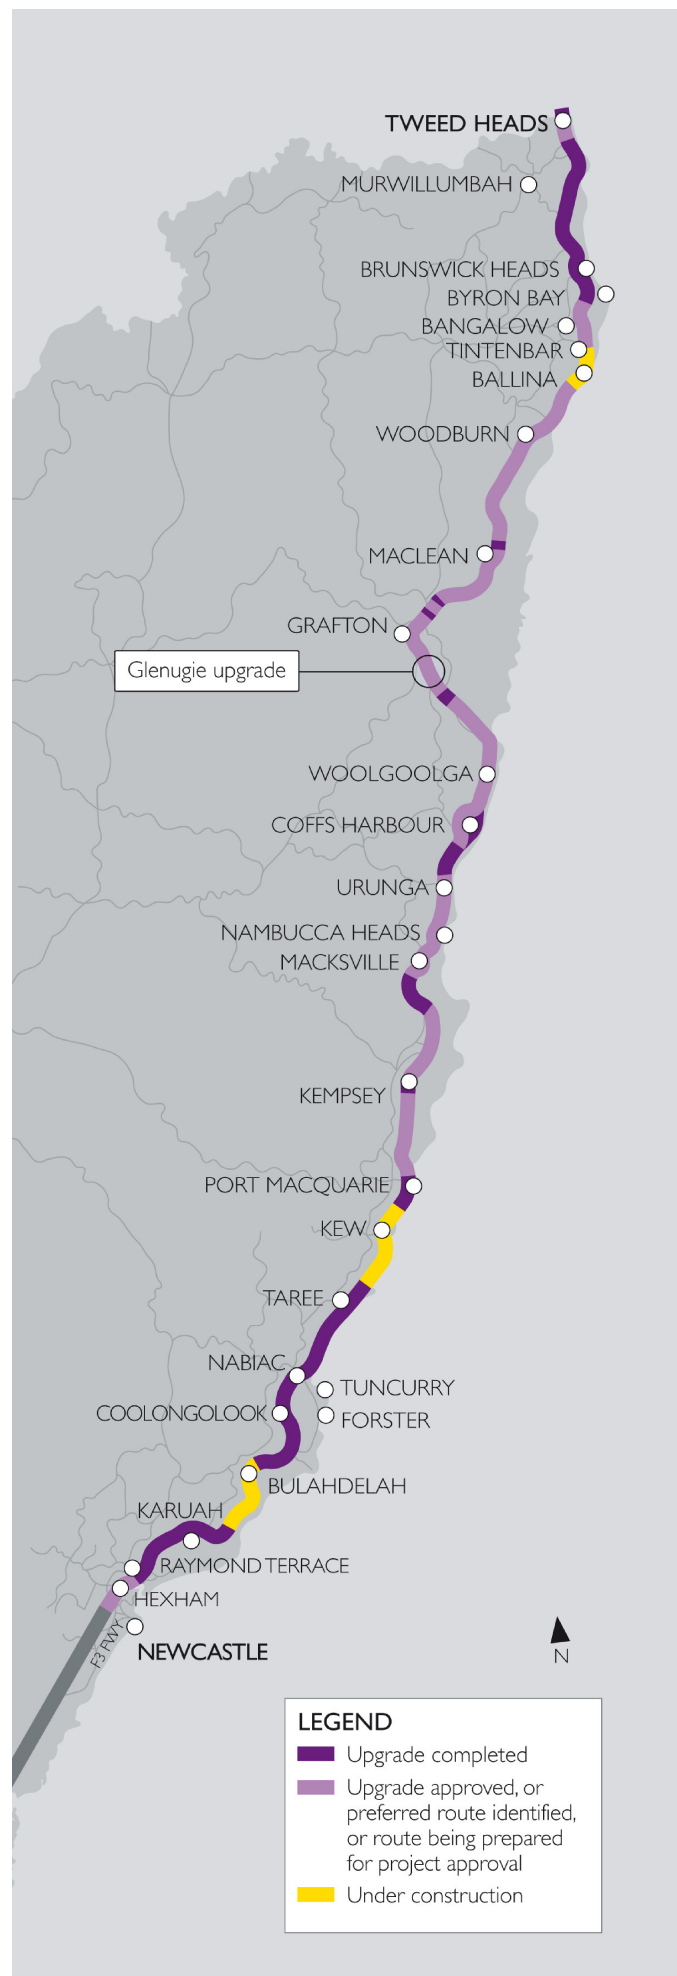 TWEED HEADS
MURWILLUMBAH
BRUNSWICK HEADS
BYRON BAY
BANGALOW
TINTENBAR
BALLINA
WOODBURN
MACLEAN
GRAFTON
Glenugie upgrade
WOOLGOOLGA
COFFS HARBOUR
URUNGA
NAMBUCCA HEADS
MACKSVILLE
KEMPSEY
PORT MACQUARIE
KEW
TAREE
NABIAC
TUNCURRY
COOLONGOLOOK
FORSTER
BULAHDELAH
KARUAH
RAYMOND TERRACE
HEXHAM
F3 FWY
NEWCASTLE
N
LEGEND
Upgrade completed
Upgrade approved, or
preferred route identified,
or route being prepared
for project approval
Under construction